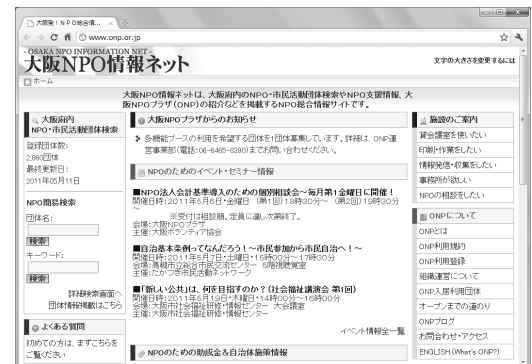 大阪発！NPO総合情…
www.onp.or.jp
- OSAKA NPO INFORMATION NET -
大阪NPO情報ネット
文字の大きさを変更するには
ホーム
大阪NPO情報ネットは、大阪府内のNPO・市民活動団体検索やNPO支援情報、大
阪NPOプラザ（ONP）の紹介などを掲載するNPO総合情報サイトです。
大阪府内
NPO・市民活動団体検索
登録団体数：
2,860団体
最終更新日：
2011年05月11日
NPO簡易検索
団体名：
検索
キーワード：
検索
詳細検索画面へ
団体情報掲載はこちら
よくある質問
初めての方は、まずこちらを
ご覧ください
大阪NPOプラザからのお知らせ
多機能ブースの利用を希望する団体を1団体募集しています。詳細は、ONP運
営事業部（電話：06-6465-8390）までお問い合わせください。
NPOのためのイベント・セミナー情報
■NPO法人会計基準導入のための個別相談会～毎月第1金曜日に開催！
開催日時：2011年5月6日・金曜日 （第1回）18時30分～ （第2回）19時30分
～
※受付は相談順。定員に達し次第終了。
会場：大阪NPOプラザ
主催：大阪ボランティア協会
■自治基本条例ってなんだろう！～市民参加から市民自治へ！～
開催日時：2011年5月7日・土曜日・15時00分～17時00分
会場：高槻市立総合市民交流センター 5階視聴覚室
主催：たかつき市民活動ネットワーク
■「新しい公共」は、何を目指すのか？（社会福祉講演会 第1回）
開催日時：2011年5月19日・木曜日・14時00分～16時00分
会場：大阪市社会福祉研修・情報センター 大会議室
主催：大阪市社会福祉研修・情報センター
イベント情報全一覧
NPOのための助成金＆自治体施策情報
施設のご案内
貸会議室を使いたい
印刷・作業をしたい
情報発信・収集をしたい
事務所が欲しい
NPOの相談をしたい
ONPについて
ONPとは
ONP利用規約
ONP利用登録
組織運営について
ONP入居利用団体
オープンまでの道のり
ONPブログ
お問合わせ・アクセス
ENGLISH (What's ONP?)